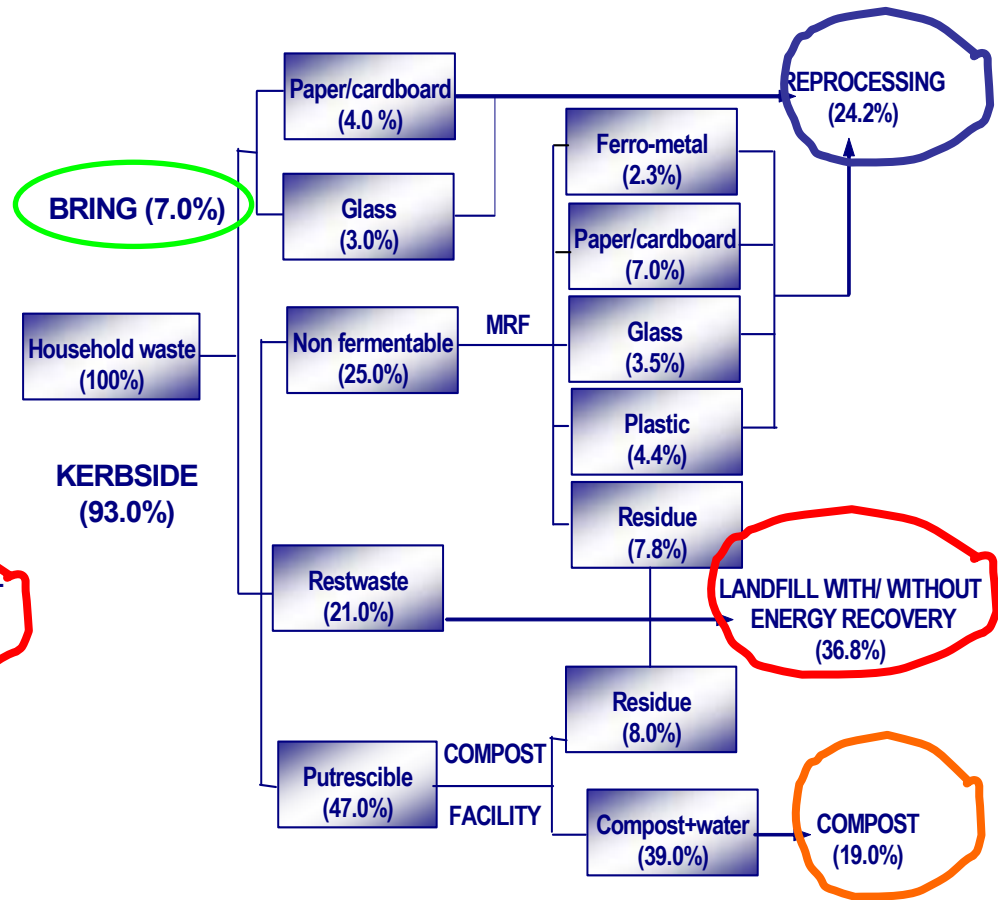 Paper/cardboard
(4.0 %)
REPROCESSING
(24.2%)
Ferro-metal
(2.3%)
BRING (7.0%)
Glass
(3.0%)
Paper/cardboard
(7.0%)
Household waste
(100%)
Non fermentable
(25.0%)
MRF
Glass
(3.5%)
Plastic
(4.4%)
KERBSIDE
(93.0%)
Residue
(7.8%)
Restwaste
(21.0%)
LANDFILL WITH/ WITHOUT
ENERGY RECOVERY
(36.8%)
Residue
(8.0%)
Putrescible
(47.0%)
COMPOST
FACILITY
Compost+water
(39.0%)
COMPOST
(19.0%)